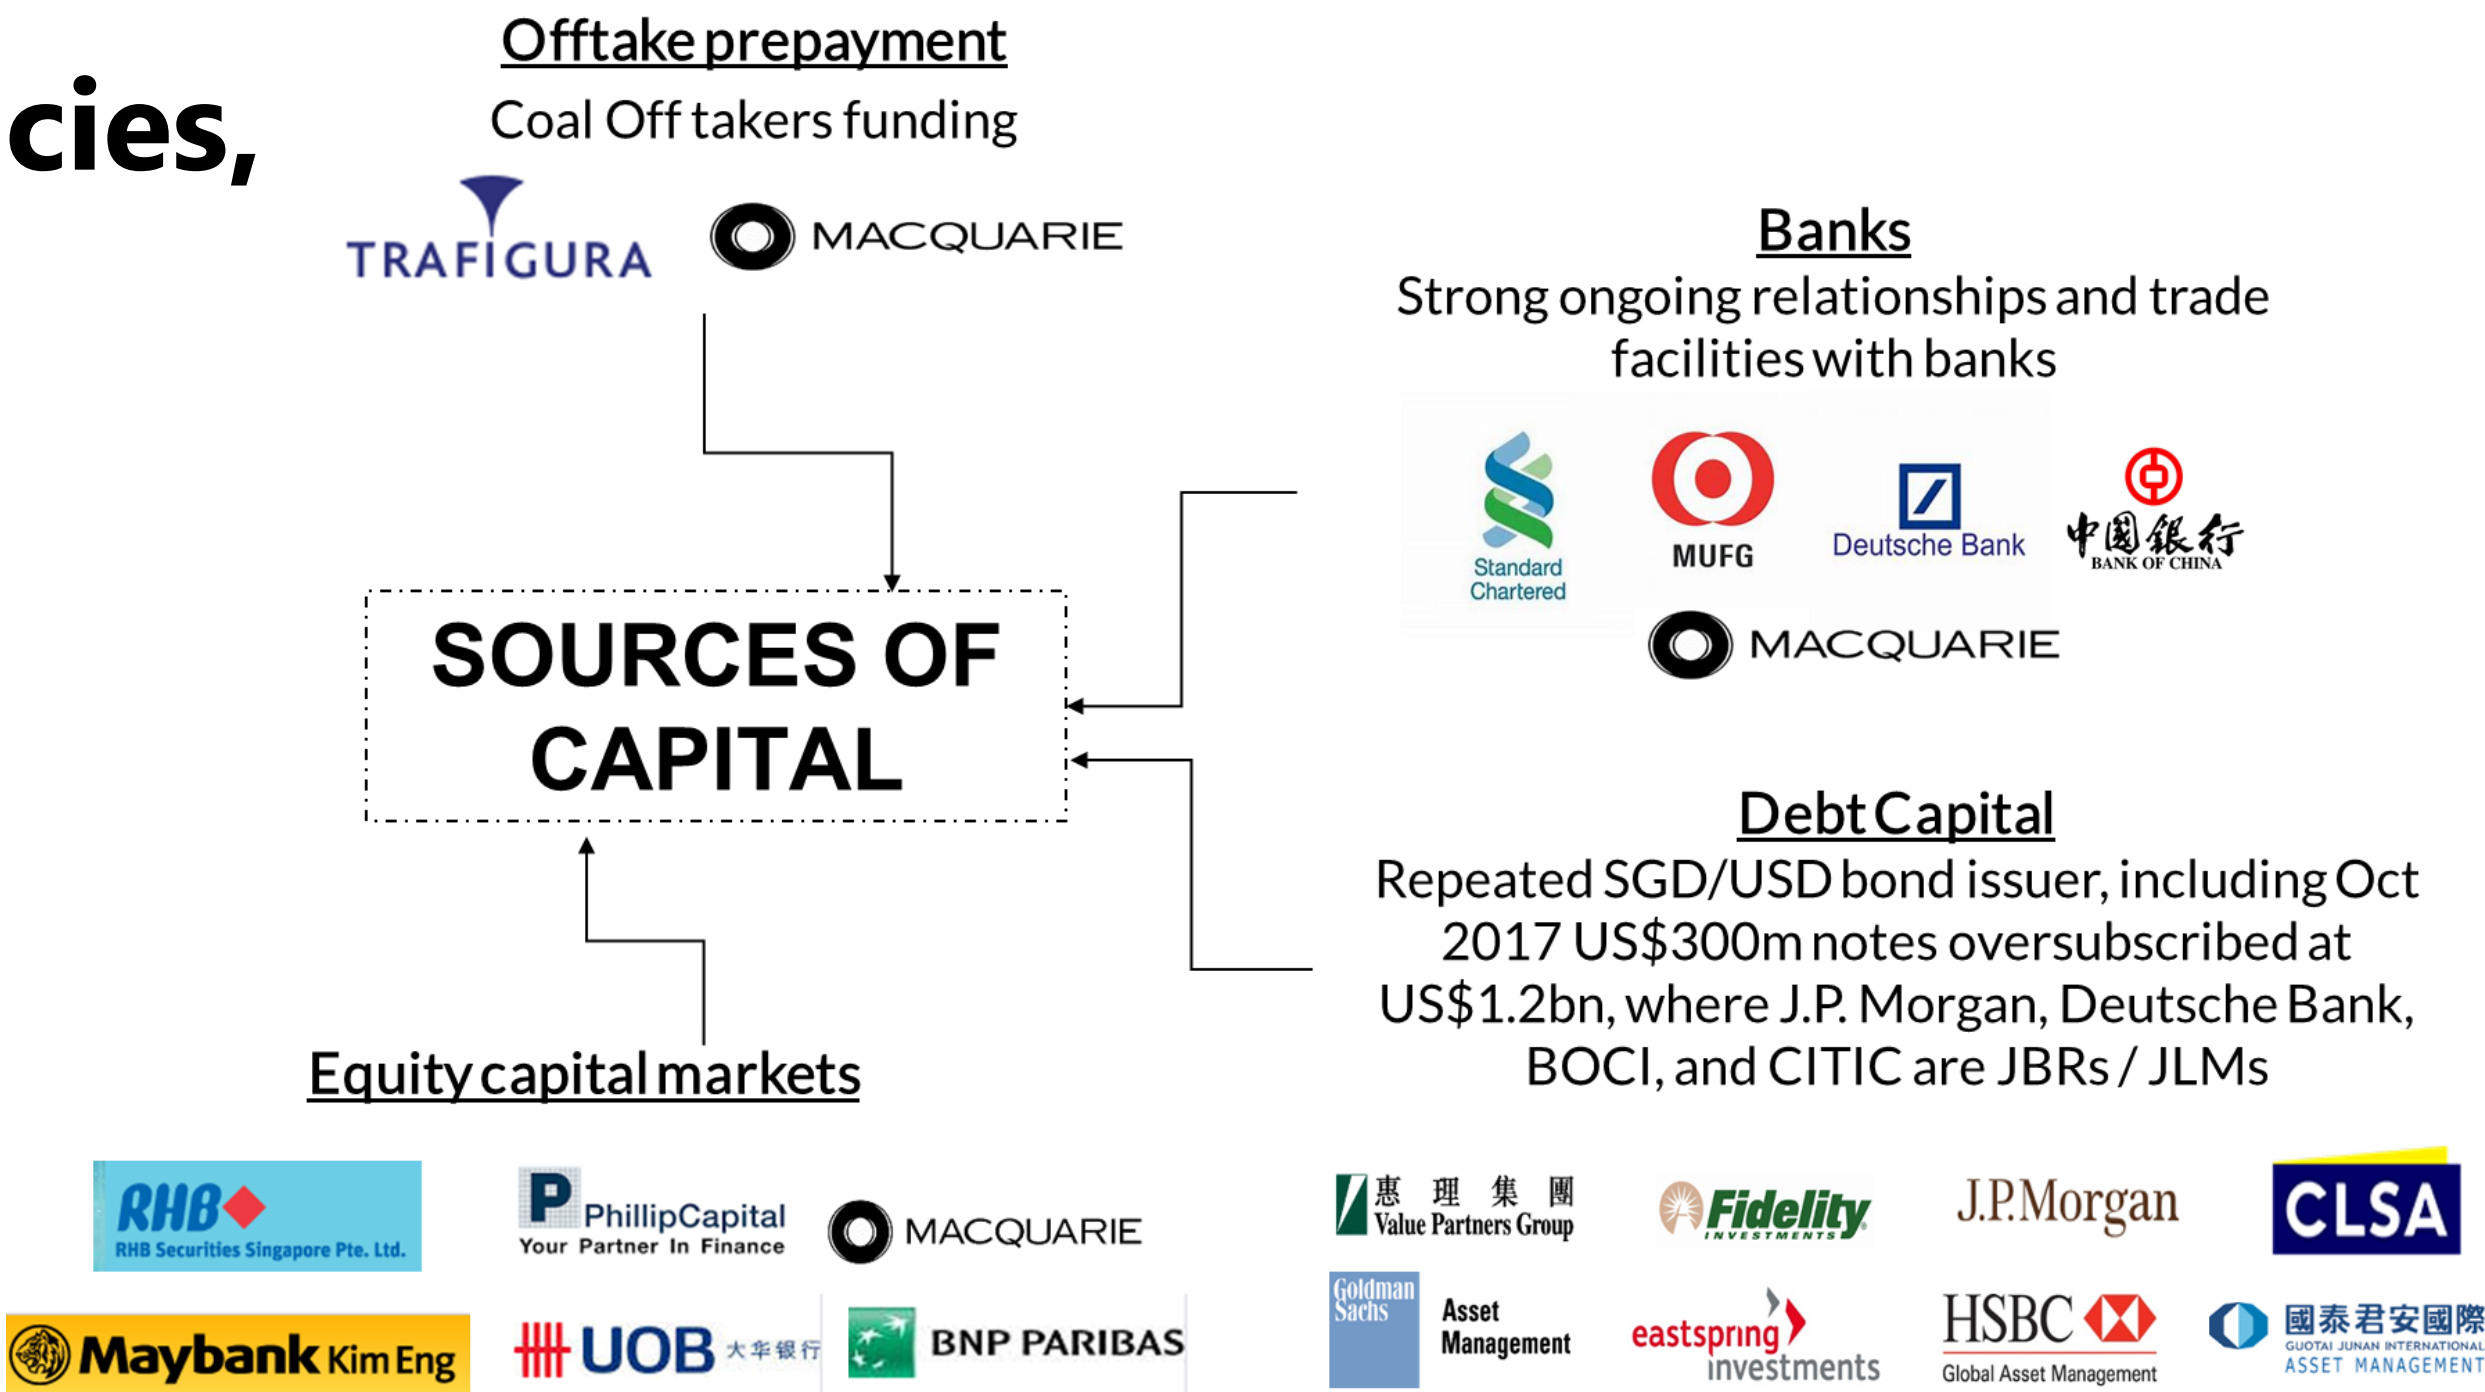 cies,
Offtake prepayment
Coal Off takers funding
TRAFIGURA
MACQUARIE
Banks
Strong ongoing relationships and trade
facilities with banks
Standard
Chartered
MUFG
Deutsche Bank
中國銀行
BANK OF CHINA
MACQUARIE
SOURCES OF
CAPITAL
Debt Capital
Repeated SGD/USD bond issuer, including Oct
2017 US$300m notes oversubscribed at
US$1.2bn, where J.P. Morgan, Deutsche Bank,
BOCI, and CITIC are JBRs / JLMs
Equity capital markets
RHB
RHB Securities Singapore Pte. Ltd.
P
PhillipCapital
Your Partner In Finance
MACQUARIE
Maybank Kim Eng
UOB 大华银行
BNP PARIBAS
惠理集團
Value Partners Group
Fidelity
INVESTMENTS
J.P.Morgan
CLSA
Goldman
Sachs
Asset
Management
eastspring
investments
HSBC
Global Asset Management
國泰君安國際
GUOTAI JUNAN INTERNATIONAL
ASSET MANAGEMENT